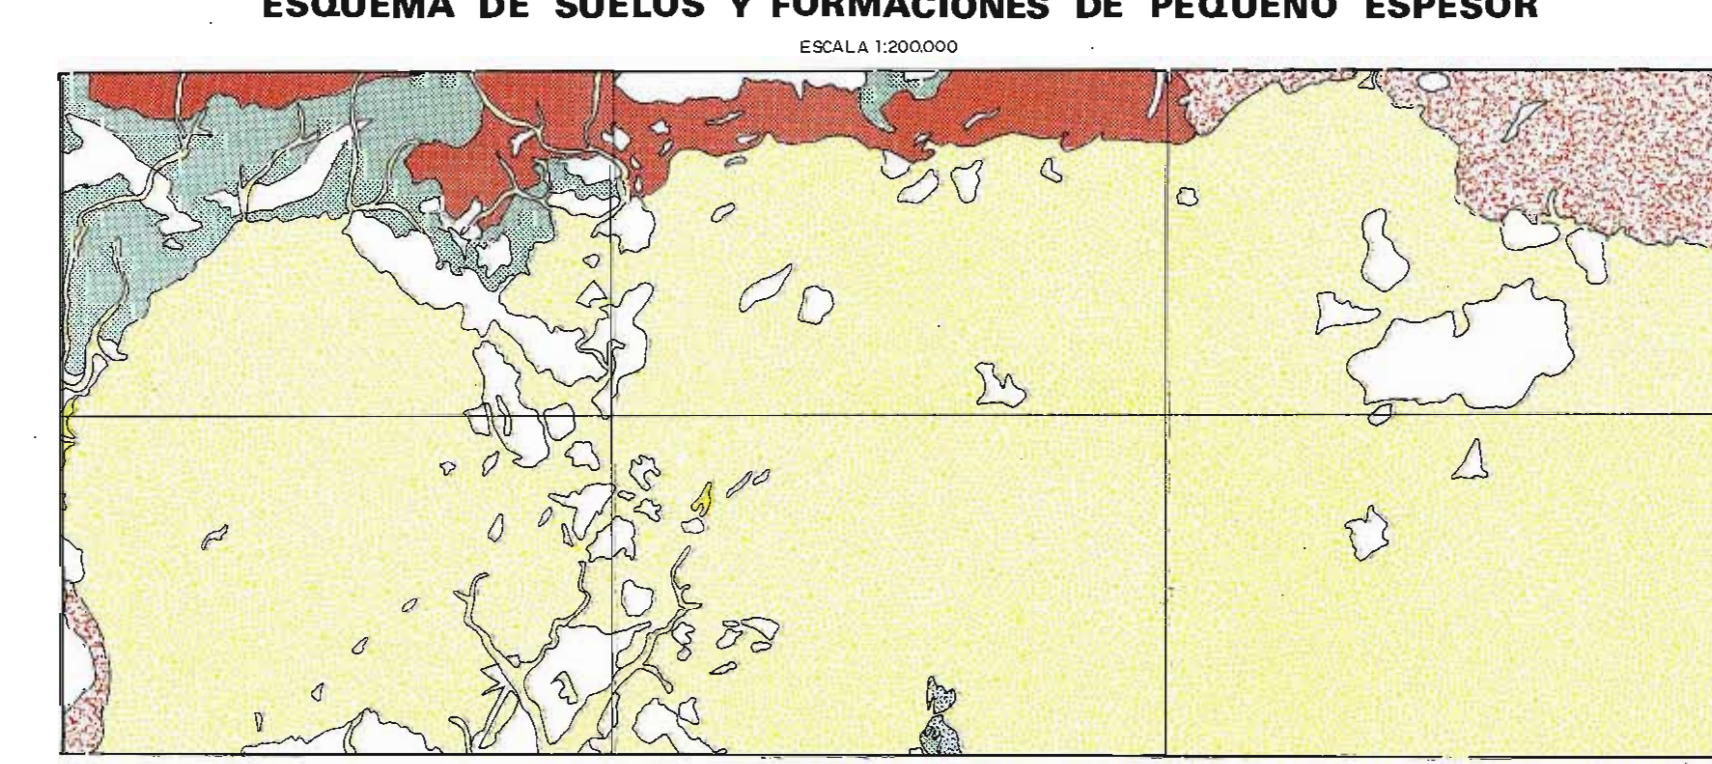 ESQUEMA DE SUELOS Y FORMACIONES DE PEQUEÑO ESPESOR
ESCALA 1:200.000